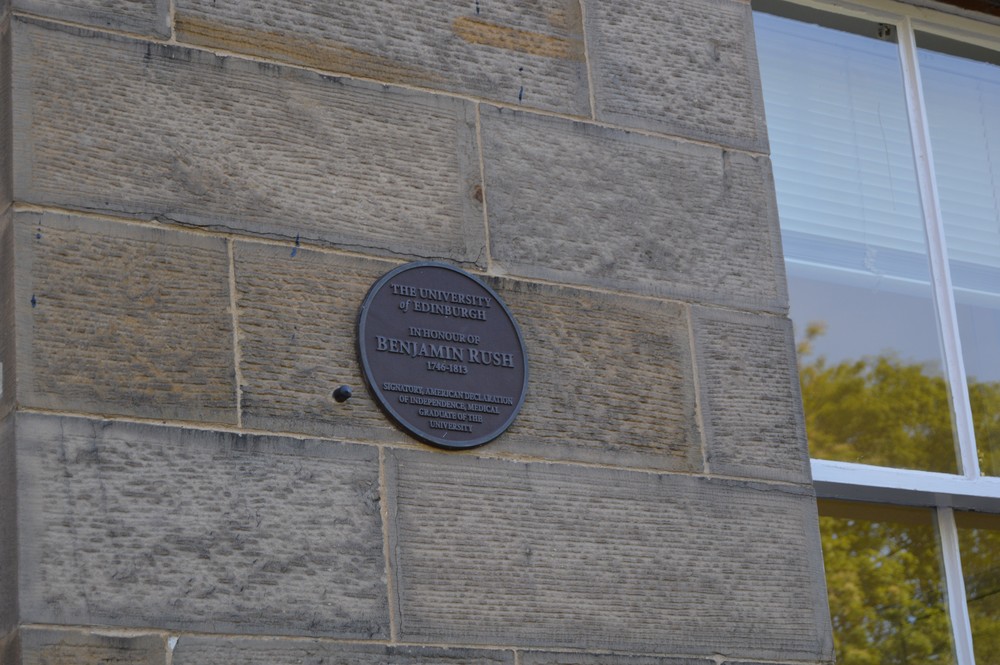 THE UNIVERSITY
of EDINBURGH
IN HONOUR OF
BENJAMIN RUSH
1746-1813
SIGNATORY, AMERICAN DECLARATION
OF INDEPENDENCE, MEDICAL
GRADUATE OF THE
UNIVERSITY.